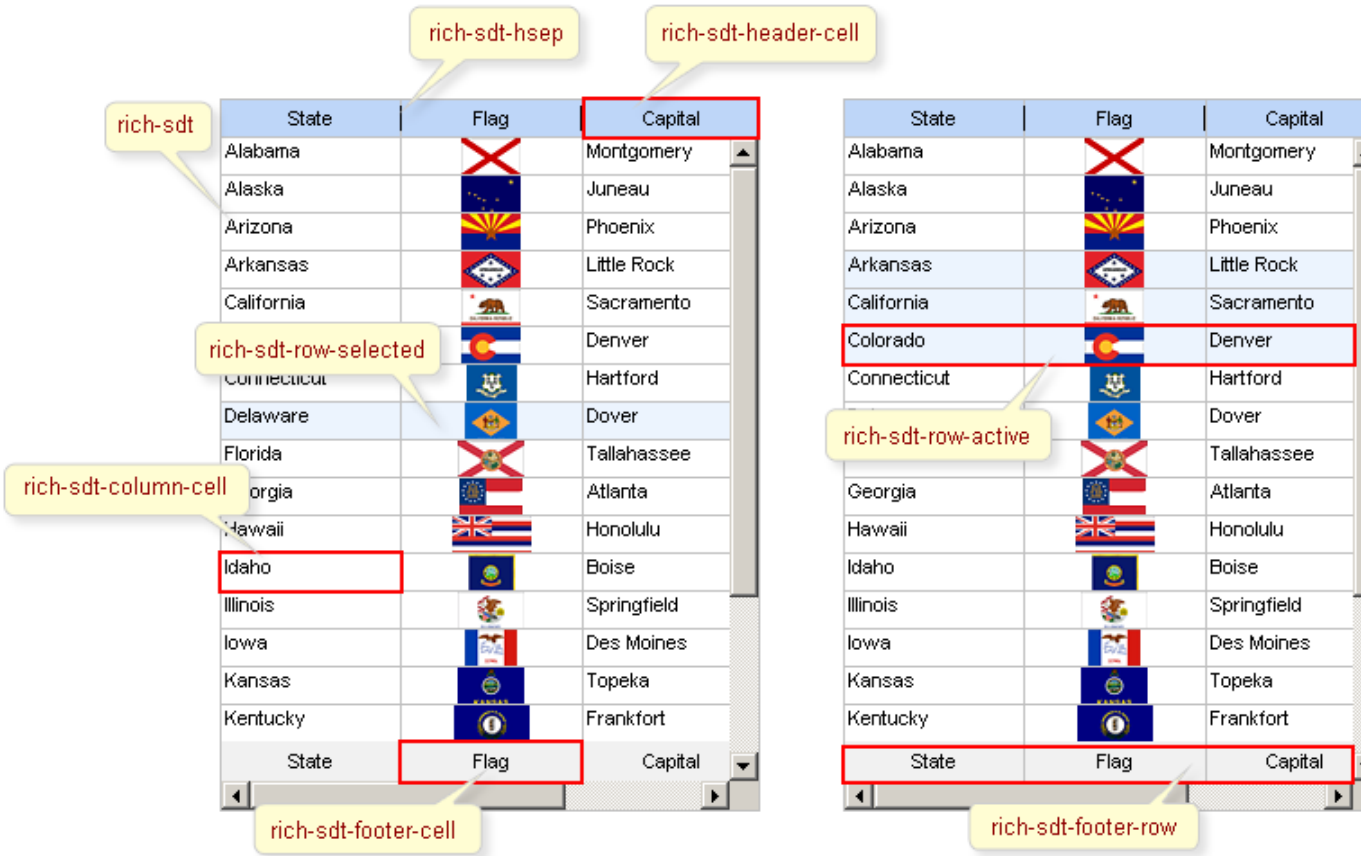 rich-sdt-hsep
rich-sdt-header-cell
rich-sdt
State Flag Capital
Alabama Montgomery
Alaska Juneau
Arizona Phoenix
Arkansas Little Rock
California Sacramento
Denver
rich-sdt-row-selected
Connecticut Hartford
Delaware Dover
Florida Tallahassee
rich-sdt-column-cell
orgia Atlanta
Hawaii Honolulu
Idaho Boise
Illinois Springfield
Iowa Des Moines
Kansas Topeka
Kentucky Frankfort
State Flag Capital
rich-sdt-footer-cell
State Flag Capital
Alabama Montgomery
Alaska Juneau
Arizona Phoenix
Arkansas Little Rock
California Sacramento
Colorado Denver
Connecticut Hartford
Dover
rich-sdt-row-active
Tallahassee
Georgia Atlanta
Hawaii Honolulu
Idaho Boise
Illinois Springfield
Iowa Des Moines
Kansas Topeka
Kentucky Frankfort
State Flag Capital
rich-sdt-footer-row